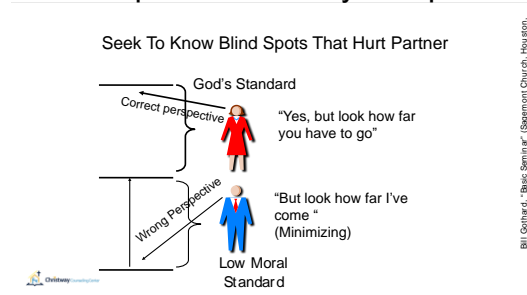 Seek To Know Blind Spots That Hurt Partner
God's Standard
Correct perspective
"Yes, but look how far
you have to go"
Wrong Perspective
"But look how far I've
come "
(Minimizing)
Low Moral
Standard
Christway Counseling Center
Bill Gothard, "Basic Seminar" (Sagemont Church, Houston,